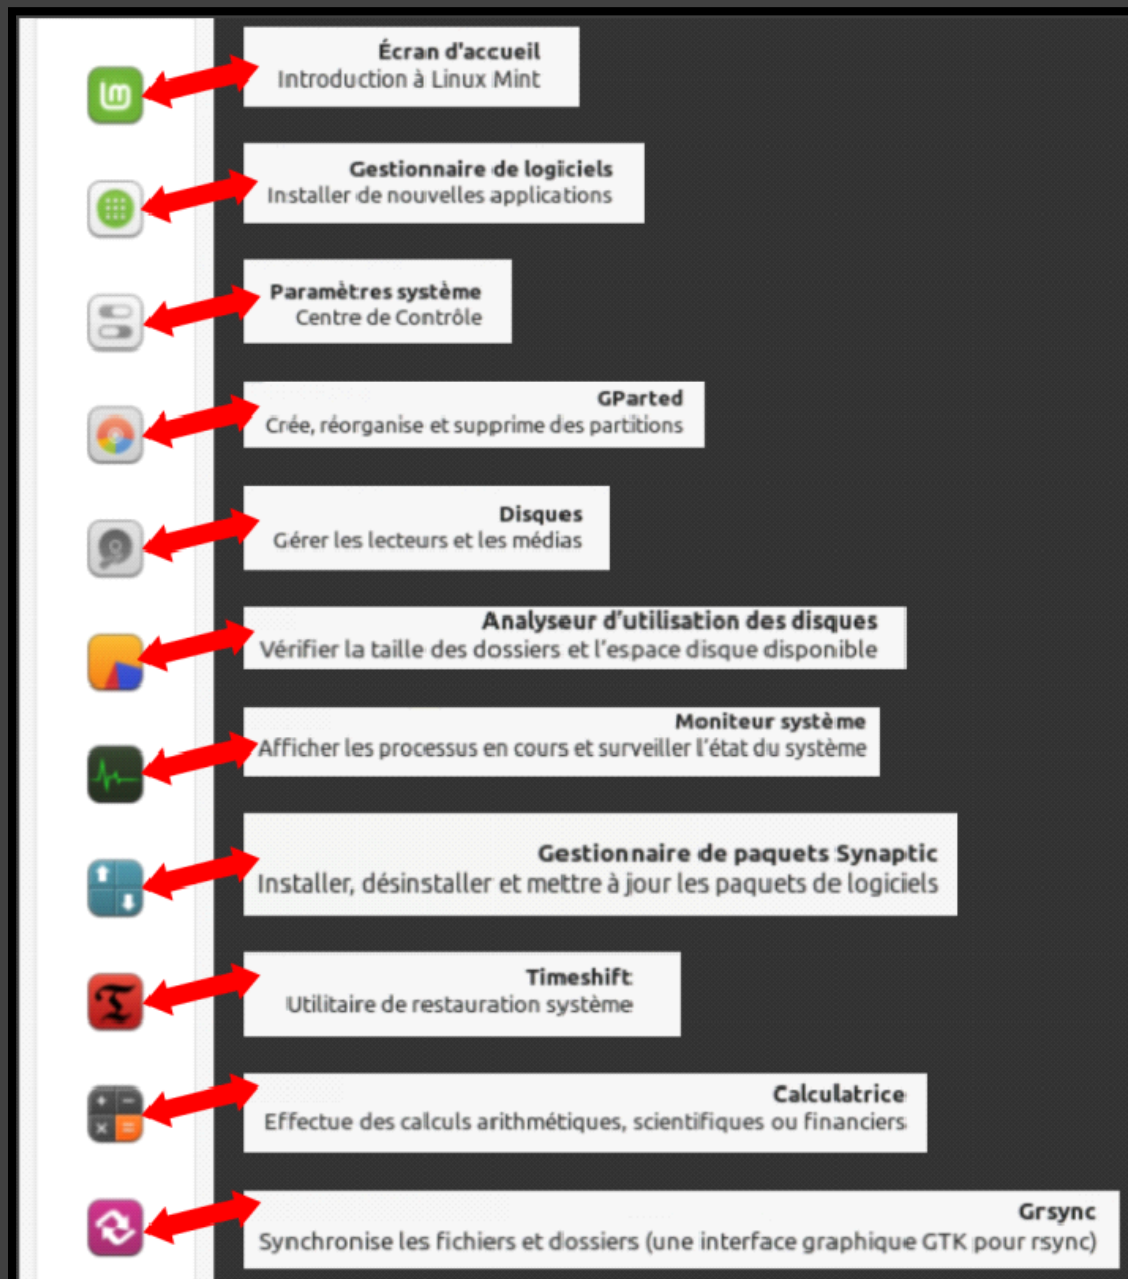 Écran d'accueil
Introduction à Linux Mint
Gestionnaire de logiciels
Installer de nouvelles applications
Paramètres système
Centre de Contrôle
GParted
Crée, réorganise et supprime des partitions
Disques
Gérer les lecteurs et les médias
Analyseur d’utilisation des disques
Vérifier la taille des dossiers et l’espace disque disponible
Moniteur système
Afficher les processus en cours et surveiller l’état du système
Gestionnaire de paquets Synaptic
Installer, désinstaller et mettre à jour les paquets de logiciels
Timeshift
Utilitaire de restauration système
Calculatrice
Effectue des calculs arithmétiques, scientifiques ou financiers
Grsync
Synchronise les fichiers et dossiers (une interface graphique GTK pour rsync)